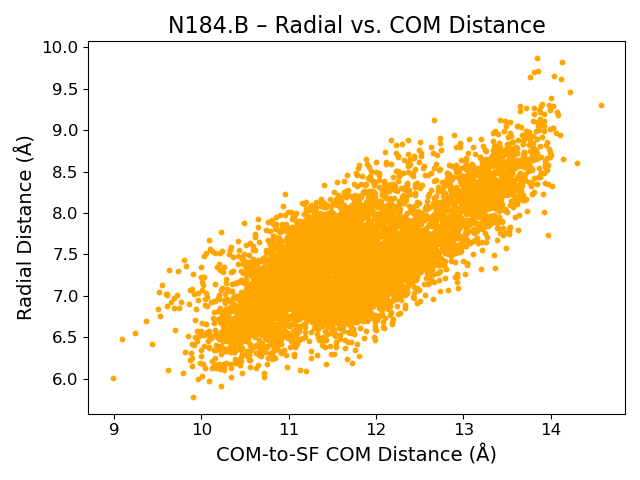 N184.B – Radial vs. COM Distance
10.0
9.5
9.0
8.5
8.0
7.5
7.0
6.5
6.0
Radial Distance (Å)
9 10 11 12 13 14
COM-to-SF COM Distance (Å)